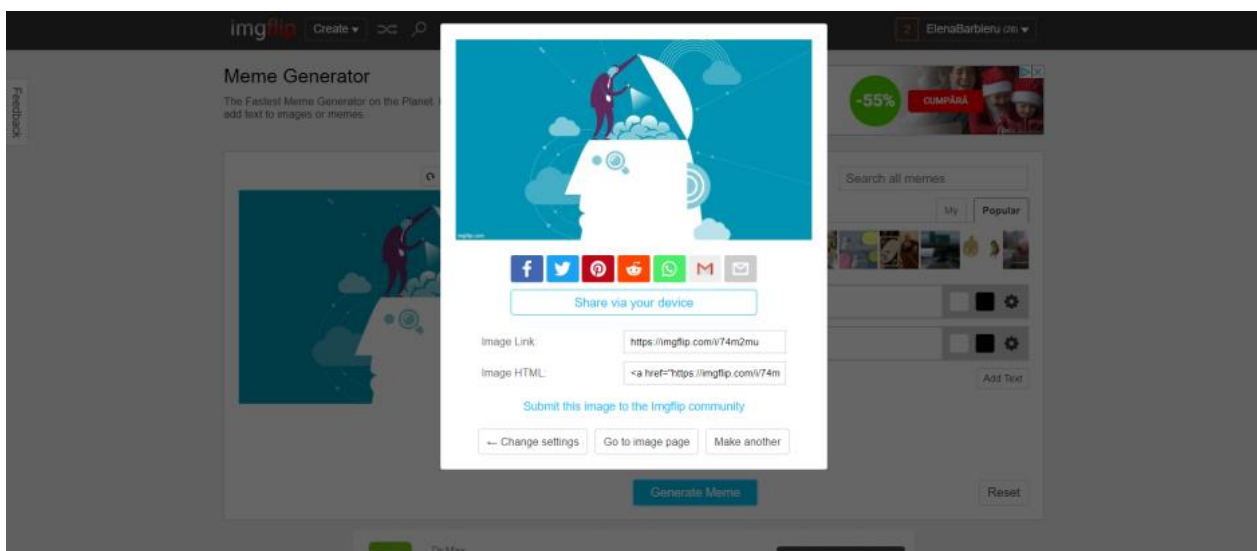 imgflip Create
2 ElenaBarbieru
Feedback
Meme Generator
The Fastest Meme Generator on the Planet.
add text to images or memes.
-55% CUMPĂRĂ
Search all memes
My Popular
imgflip.com
Share via your device
Image Link: https://imgflip.com/i/74m2mu
Image HTML: <a href="https://imgflip.com/i/74m
Submit this image to the Imgflip community
Add Text
← Change settings Go to image page Make another
Generate Meme Reset